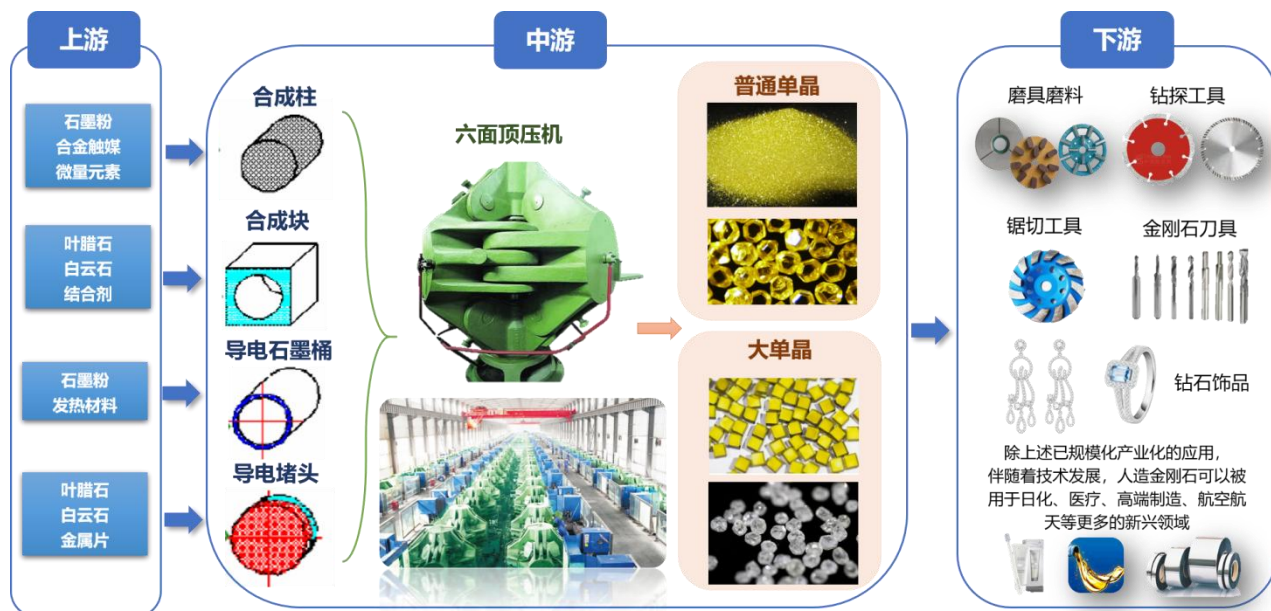 上游
石墨粉
合金触媒
微量元素
叶腊石
白云石
结合剂
石墨粉
发热材料
叶腊石
白云石
金属片
中游
合成柱
合成块
导电石墨桶
导电堵头
六面顶压机
普通单晶
大单晶
下游
磨具磨料
钻探工具
锯切工具
金刚石刀具
钻石饰品
除上述已规模化产业化的应用，
伴随着技术发展，人造金刚石可以被
用于日化、医疗、高端制造、航空航
天等更多的新兴领域